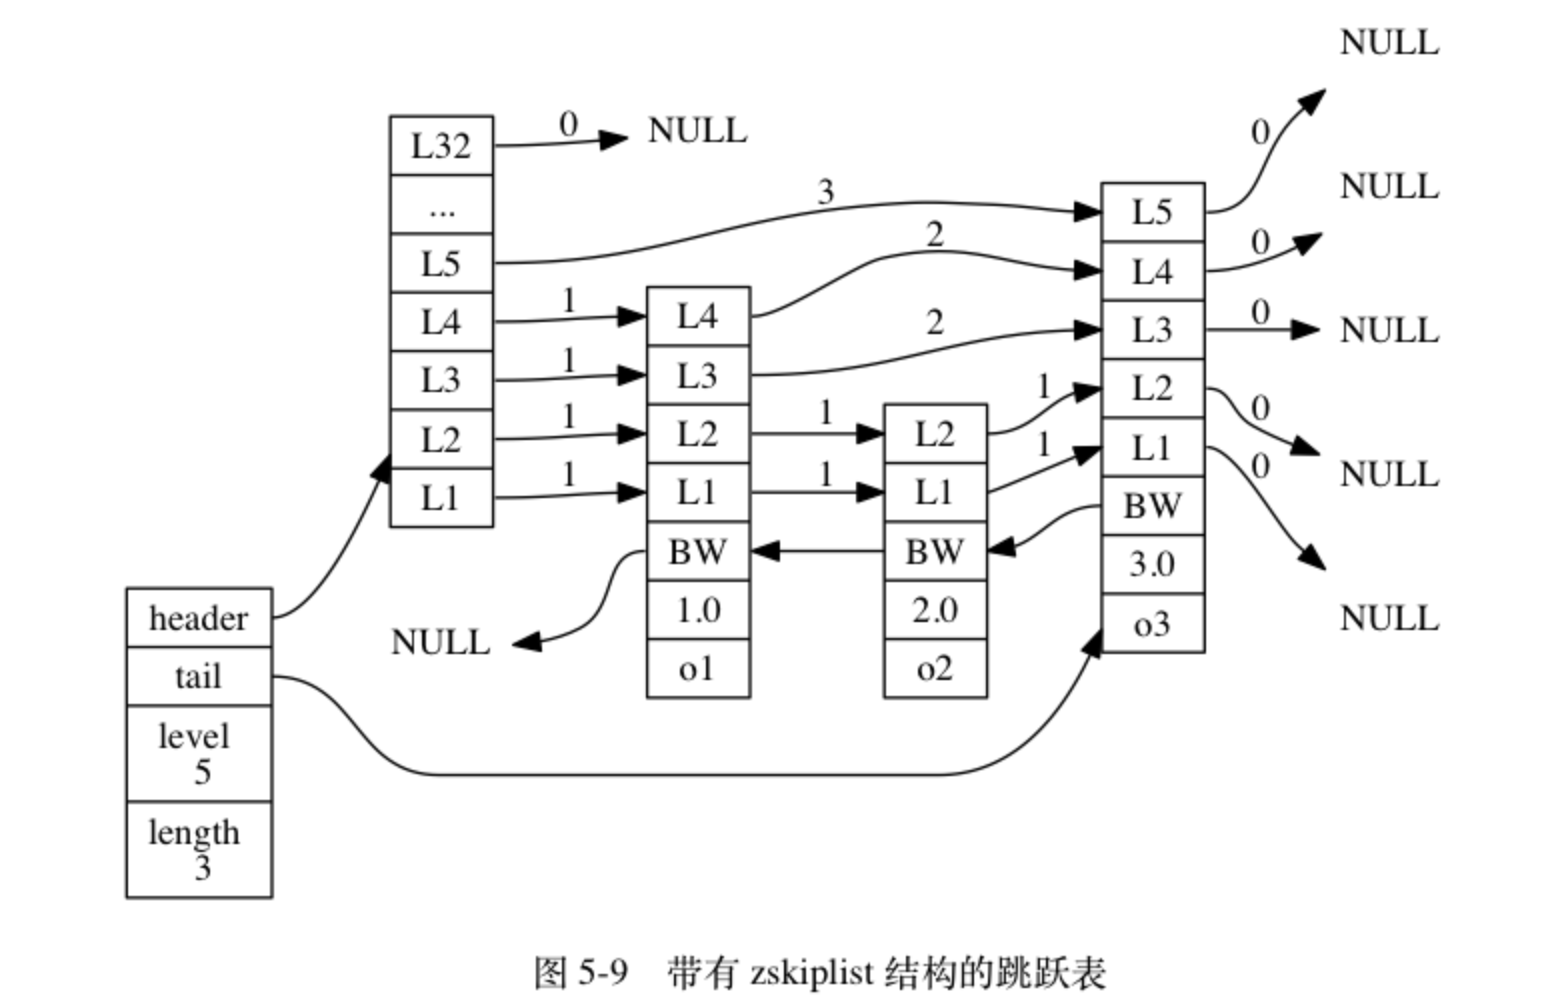 NULL
L32
0
NULL
...
L5
3
L4
1
L3
1
L2
1
L1
1
L4
2
L3
2
L2
1
L1
1
BW
1.0
o1
NULL
L2
1
L1
1
BW
2.0
o2
L5
0
L4
0
NULL
L3
0
NULL
L2
0
NULL
L1
0
NULL
BW
3.0
o3
header
tail
level
5
length
3
图 5-9 带有 zskiplist 结构的跳跃表